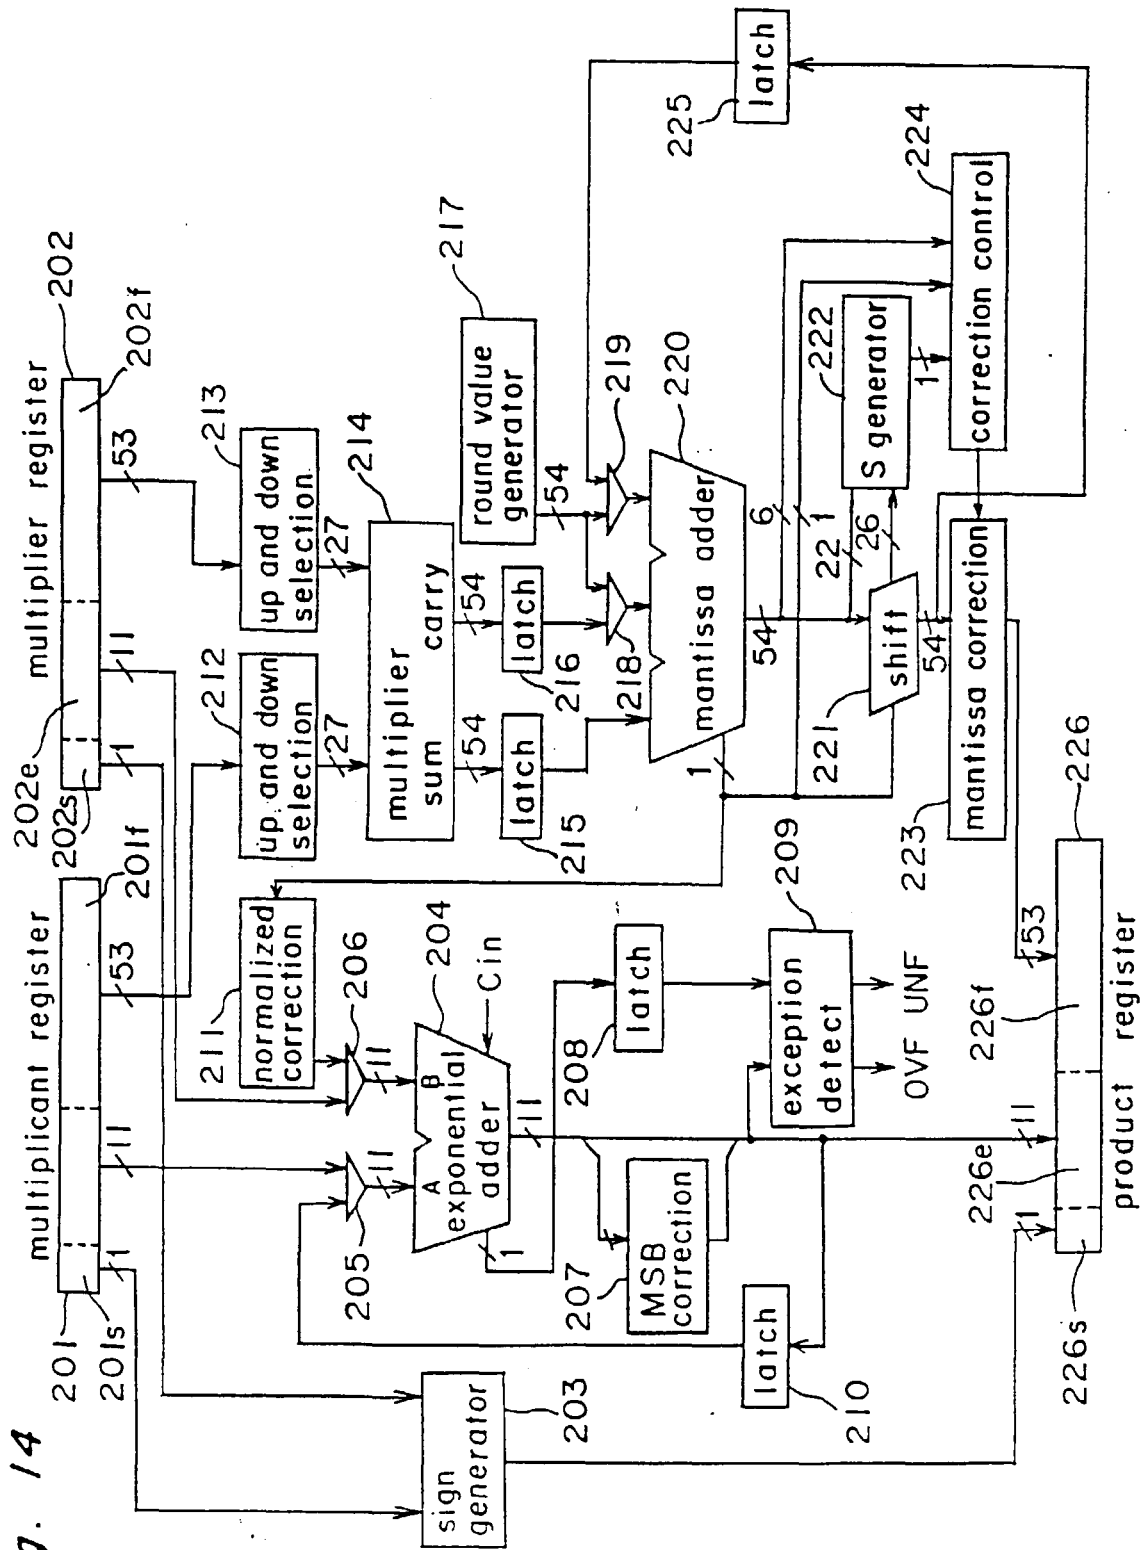 g. 14
multiplicant register
multiplier register
201
201s
201f
202
202e
202s
202f
1
11
53
1
11
53
211
normalized
correction
212
up and down
selection
213
up and down
selection
27
27
214
multiplier
sum
carry
54
54
latch
215
latch
216
217
round value
generator
54
218
219
220
mantissa adder
1
54
6
1
22
26
221
shift
54
222
S generator
1
223
mantissa correction
224
correction control
225
latch
205
206
11
11
204
A
B
exponential
adder
Cin
1
11
sign
generator
203
207
MSB
correction
208
latch
209
exception
detect
OVF
UNF
latch
210
1
11
53
226
226s
226e
226f
product register